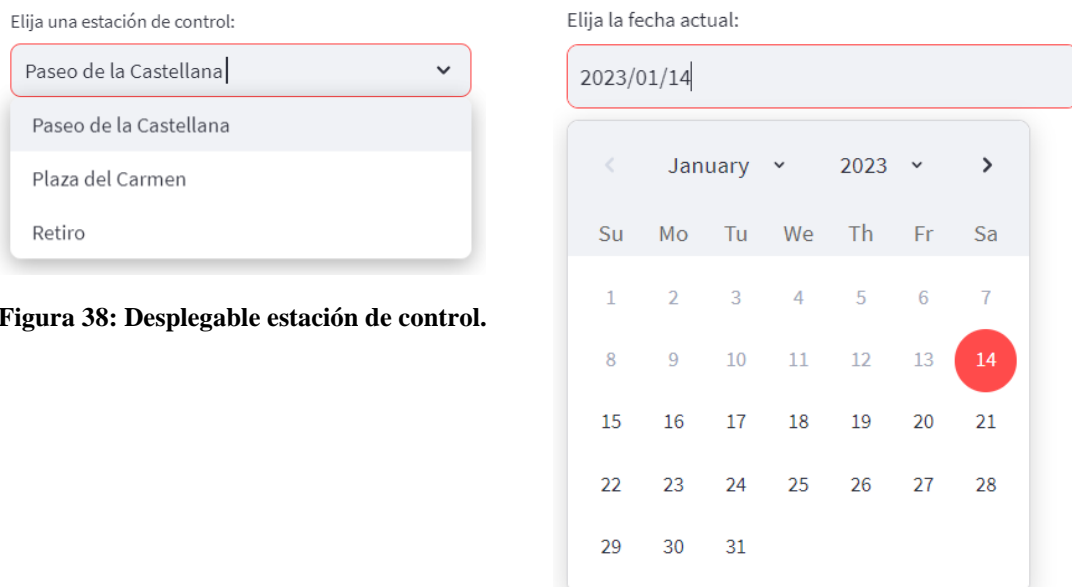 Elija una estación de control:
Paseo de la Castellana
Paseo de la Castellana
Plaza del Carmen
Retiro
Figura 38: Desplegable estación de control.
Elija la fecha actual:
2023/01/14
January 2023
Su Mo Tu We Th Fr Sa
1 2 3 4 5 6 7
8 9 10 11 12 13 14
15 16 17 18 19 20 21
22 23 24 25 26 27 28
29 30 31